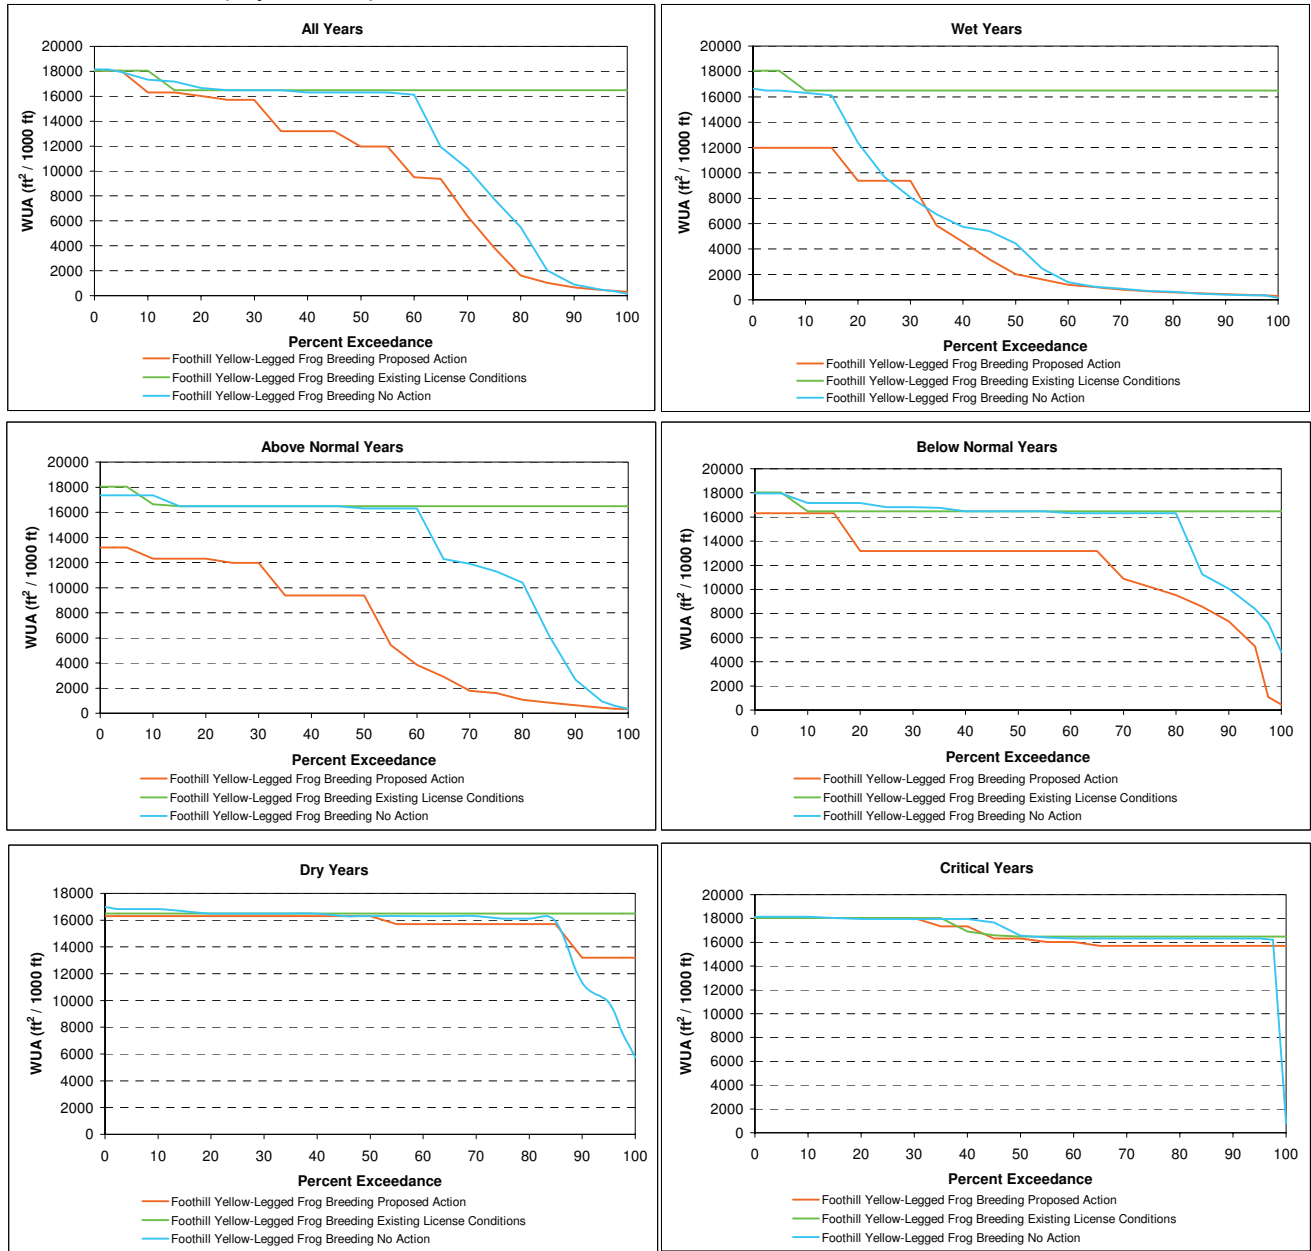 All Years
20000
18000
16000
14000
12000
10000
8000
6000
4000
2000
0
WUA (ft² / 1000 ft)
0 10 20 30 40 50 60 70 80 90 100
Percent Exceedance
Foothill Yellow-Legged Frog Breeding Proposed Action
Foothill Yellow-Legged Frog Breeding Existing License Conditions
Foothill Yellow-Legged Frog Breeding No Action
Wet Years
20000
18000
16000
14000
12000
10000
8000
6000
4000
2000
0
WUA (ft² / 1000 ft)
0 10 20 30 40 50 60 70 80 90 100
Percent Exceedance
Foothill Yellow-Legged Frog Breeding Proposed Action
Foothill Yellow-Legged Frog Breeding Existing License Conditions
Foothill Yellow-Legged Frog Breeding No Action
Above Normal Years
20000
18000
16000
14000
12000
10000
8000
6000
4000
2000
0
WUA (ft² / 1000 ft)
0 10 20 30 40 50 60 70 80 90 100
Percent Exceedance
Foothill Yellow-Legged Frog Breeding Proposed Action
Foothill Yellow-Legged Frog Breeding Existing License Conditions
Foothill Yellow-Legged Frog Breeding No Action
Below Normal Years
20000
18000
16000
14000
12000
10000
8000
6000
4000
2000
0
WUA (ft² / 1000 ft)
0 10 20 30 40 50 60 70 80 90 100
Percent Exceedance
Foothill Yellow-Legged Frog Breeding Proposed Action
Foothill Yellow-Legged Frog Breeding Existing License Conditions
Foothill Yellow-Legged Frog Breeding No Action
Dry Years
18000
16000
14000
12000
10000
8000
6000
4000
2000
0
WUA (ft² / 1000 ft)
0 10 20 30 40 50 60 70 80 90 100
Percent Exceedance
Foothill Yellow-Legged Frog Breeding Proposed Action
Foothill Yellow-Legged Frog Breeding Existing License Conditions
Foothill Yellow-Legged Frog Breeding No Action
Critical Years
20000
18000
16000
14000
12000
10000
8000
6000
4000
2000
0
WUA (ft² / 1000 ft)
0 10 20 30 40 50 60 70 80 90 100
Percent Exceedance
Foothill Yellow-Legged Frog Breeding Proposed Action
Foothill Yellow-Legged Frog Breeding Existing License Conditions
Foothill Yellow-Legged Frog Breeding No Action